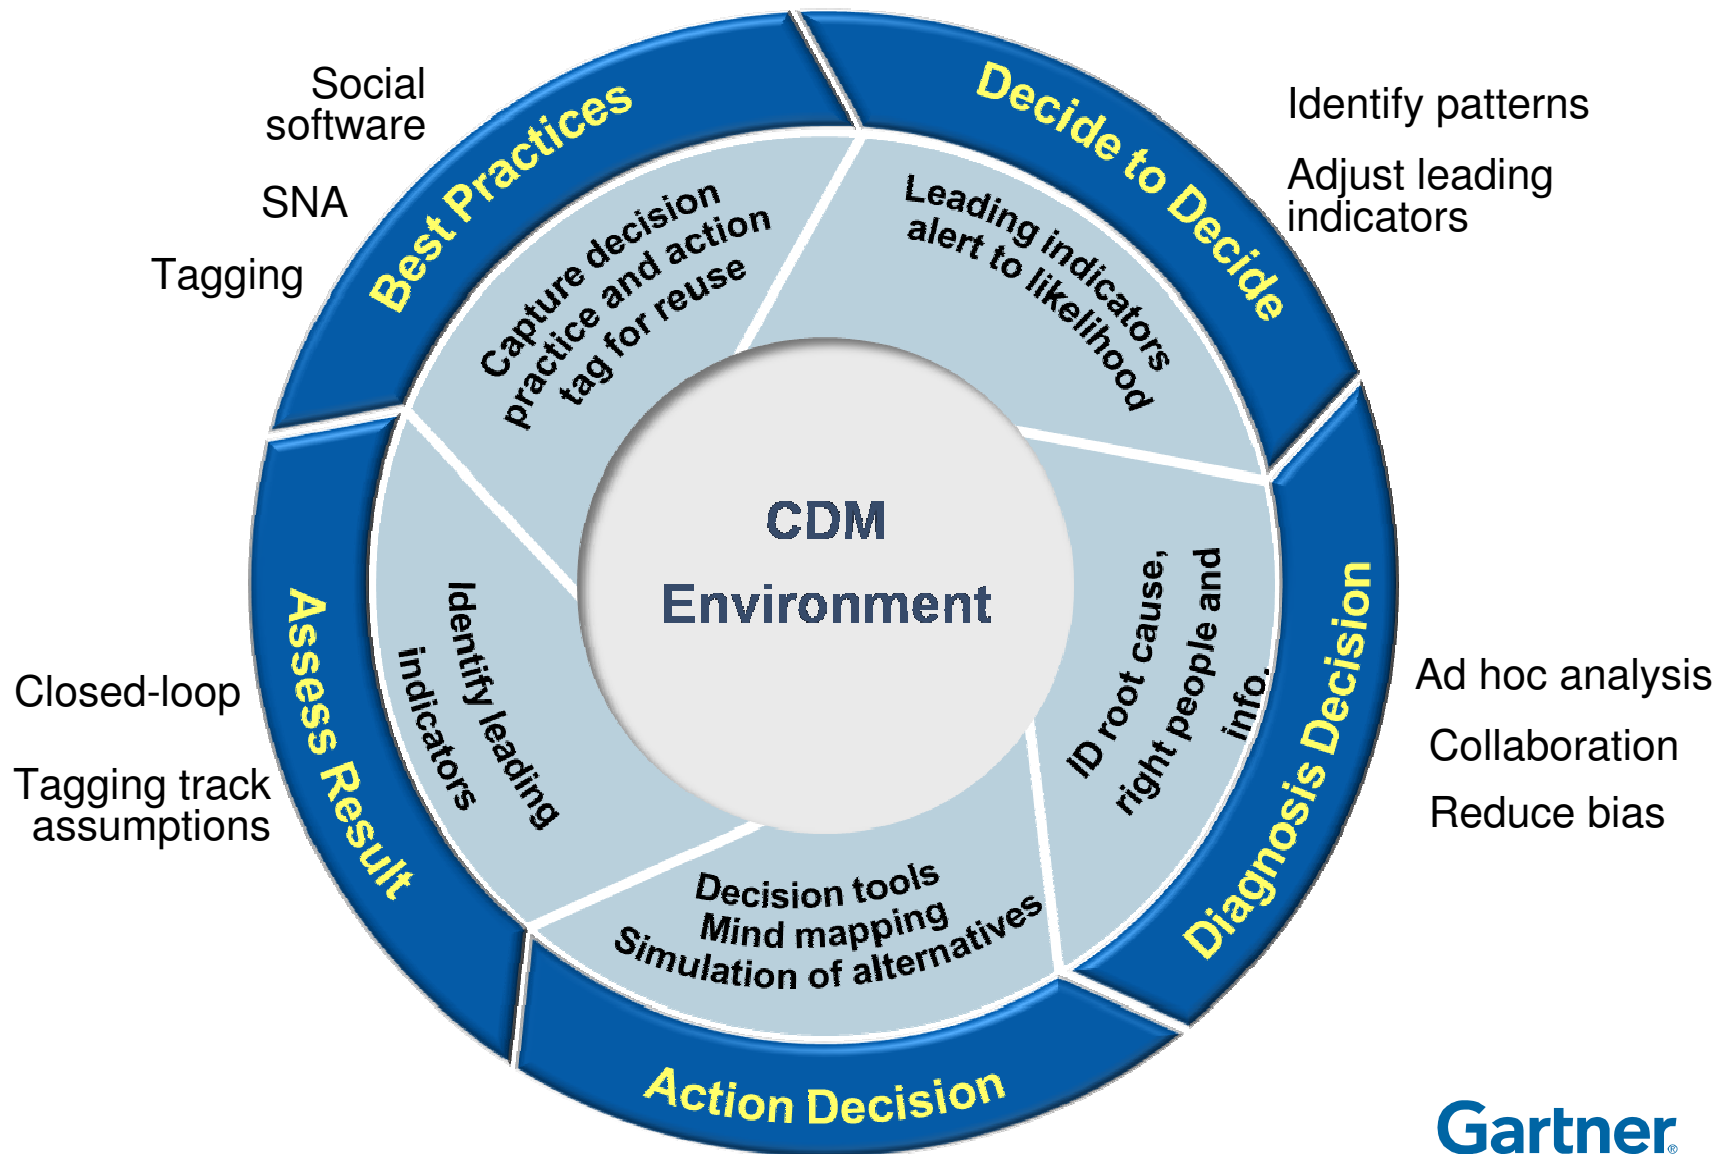 Social
software
SNA
Tagging
Best Practices
Capture decision
practice and action
tag for reuse
Decide to Decide
Leading indicators
alert to likelihood
Identify patterns
Adjust leading
indicators
CDM
Environment
Diagnosis Decision
ID root cause,
right people and
info.
Ad hoc analysis
Collaboration
Reduce bias
Action Decision
Decision tools
Mind mapping
Simulation of alternatives
Assess Result
Identify leading
indicators
Closed-loop
Tagging track
assumptions
Gartner®